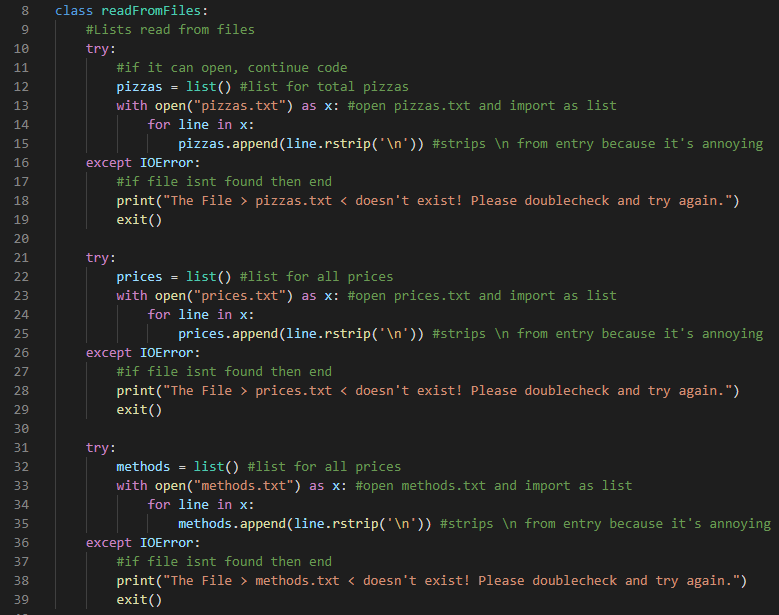 8 class readFromFiles:
9 #Lists read from files
10 try:
11 #if it can open, continue code
12 pizzas = list() #list for total pizzas
13 with open("pizzas.txt") as x: #open pizzas.txt and import as list
14 for line in x:
15 pizzas.append(line.rstrip('\n')) #strips \n from entry because it's annoying
16 except IOError:
17 #if file isnt found then end
18 print("The File > pizzas.txt < doesn't exist! Please doublecheck and try again.")
19 exit()
20
21 try:
22 prices = list() #list for all prices
23 with open("prices.txt") as x: #open prices.txt and import as list
24 for line in x:
25 prices.append(line.rstrip('\n')) #strips \n from entry because it's annoying
26 except IOError:
27 #if file isnt found then end
28 print("The File > prices.txt < doesn't exist! Please doublecheck and try again.")
29 exit()
30
31 try:
32 methods = list() #list for all prices
33 with open("methods.txt") as x: #open methods.txt and import as list
34 for line in x:
35 methods.append(line.rstrip('\n')) #strips \n from entry because it's annoying
36 except IOError:
37 #if file isnt found then end
38 print("The File > methods.txt < doesn't exist! Please doublecheck and try again.")
39 exit()